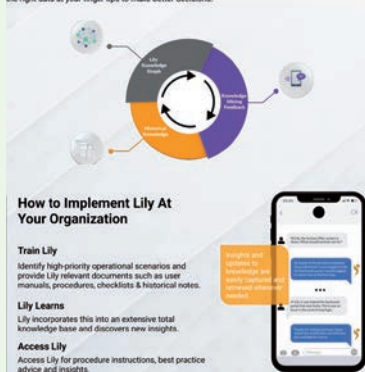 the right data at your finger tips to make better decisions.
Lily
Knowledge
Graph
Knowledge
Mining
Feedback
Historical
Knowledge
How to Implement Lily At
Your Organization
Train Lily
Identify high-priority operational scenarios and
provide Lily relevant documents such as user
manuals, procedures, checklists & historical notes.
Lily Learns
Lily incorporates this into an extensive total
knowledge base and discovers new insights.
Access Lily
Access Lily for procedure instructions, best practice
advice and insights.
Insights and
updates to
knowledge are
easily captured and
retrieved whenever
needed